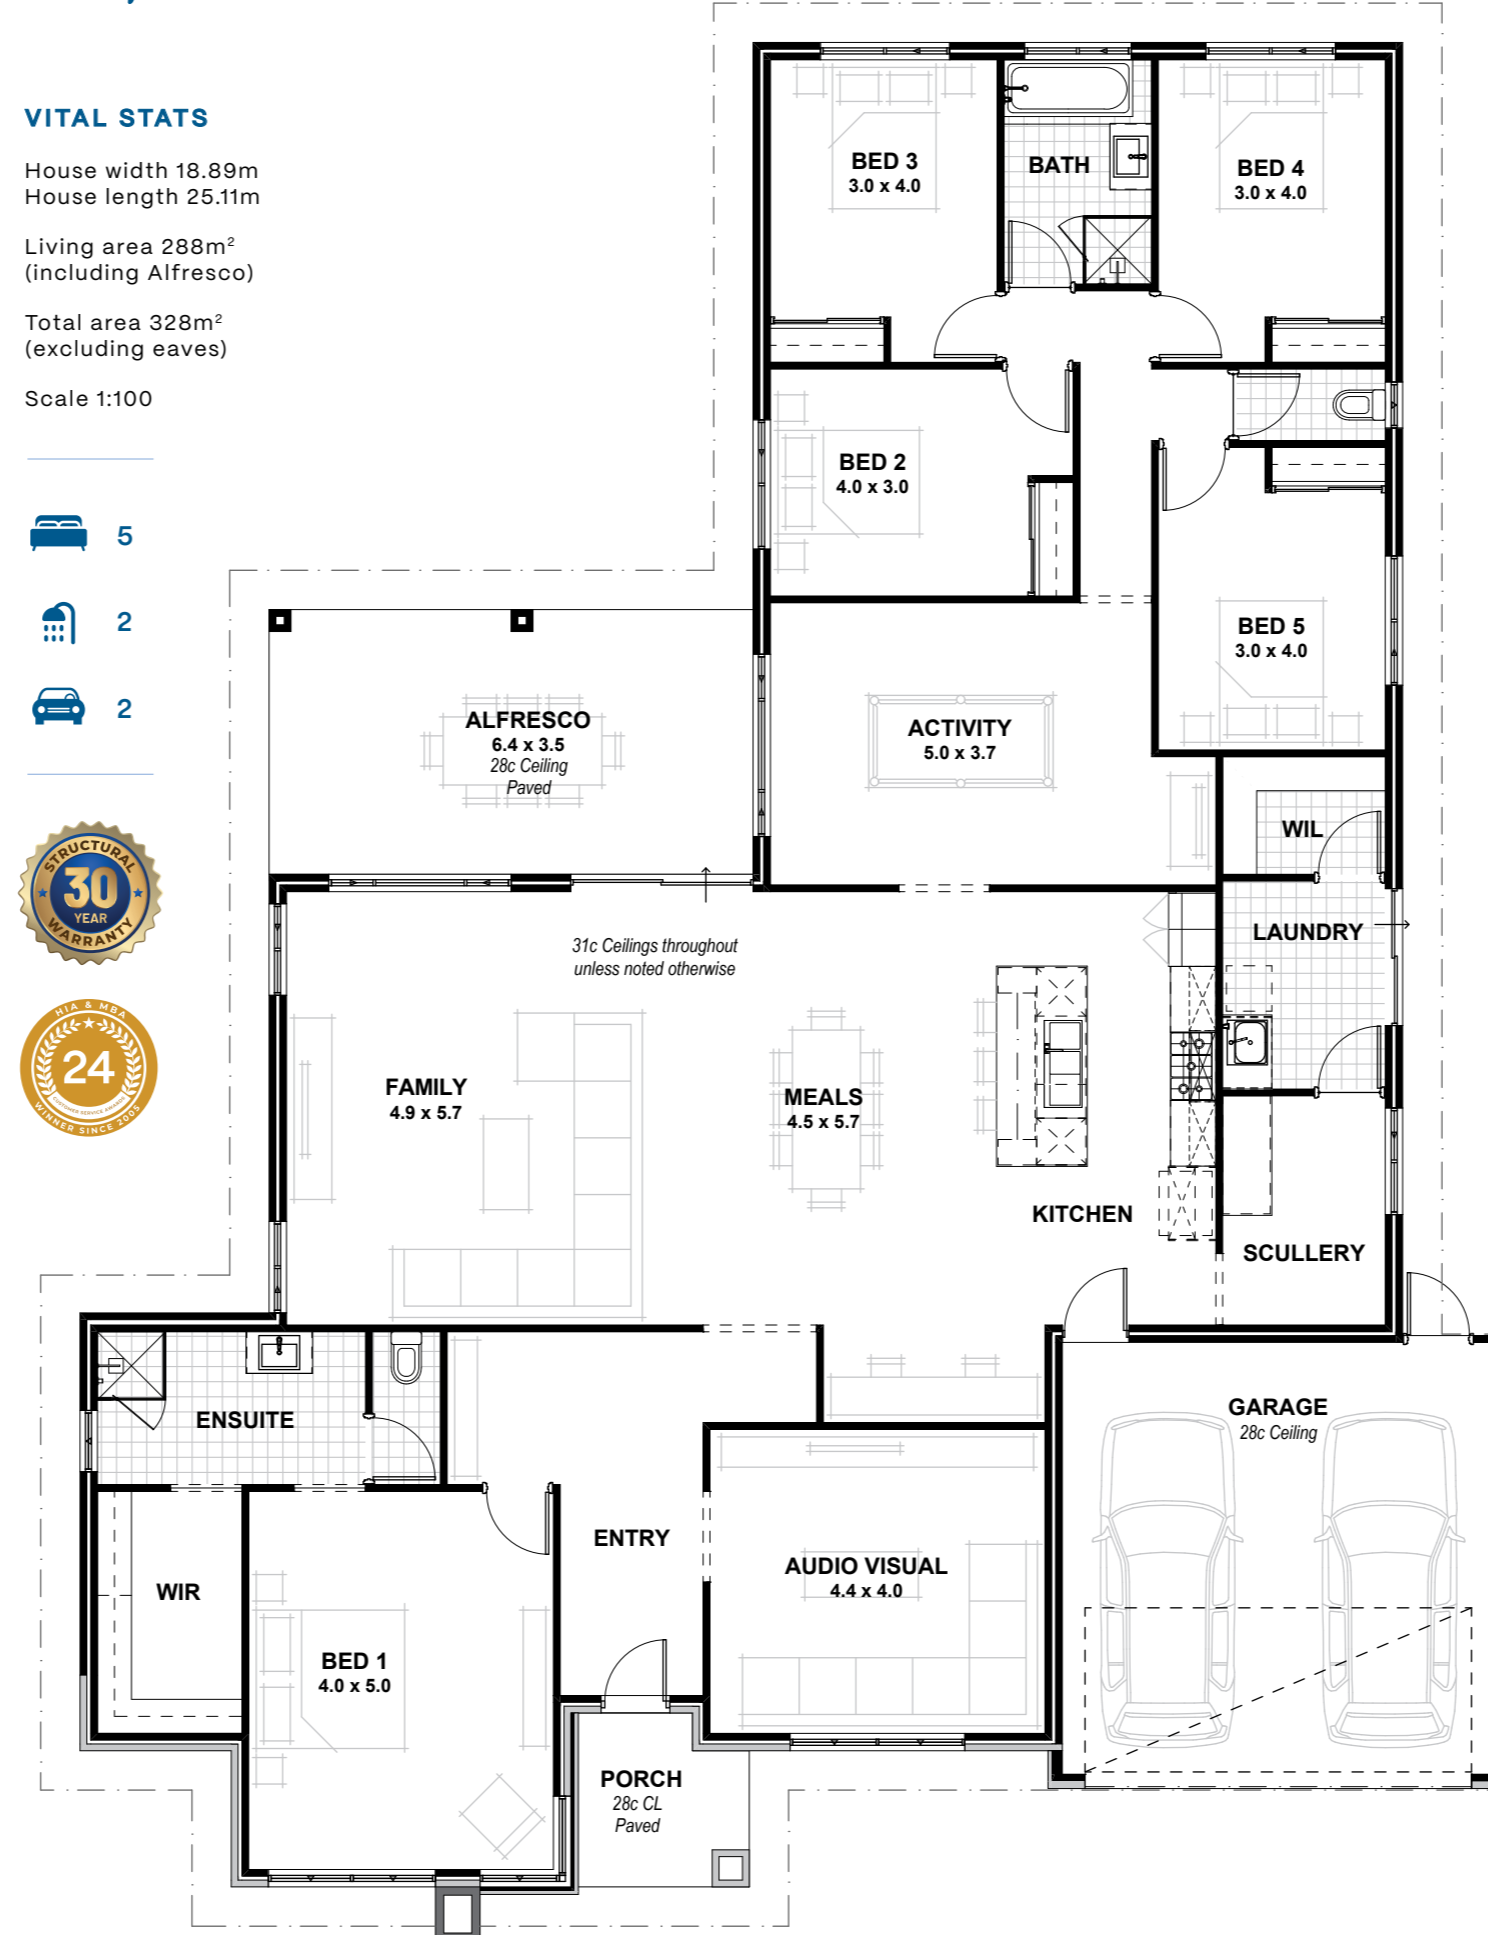 VITAL STATS
House width 18.89m
House length 25.11m
Living area 288m²
(including Alfresco)
Total area 328m²
(excluding eaves)
Scale 1:100
5
2
2
STRUCTURAL
30
YEAR
WARRANTY
HIA & MBA
24
CUSTOMER SERVICE AWARDS
WINNER SINCE 2005
BED 3
3.0 x 4.0
BATH
BED 4
3.0 x 4.0
BED 2
4.0 x 3.0
BED 5
3.0 x 4.0
ALFRESCO
6.4 x 3.5
28c Ceiling
Paved
ACTIVITY
5.0 x 3.7
WIL
LAUNDRY
31c Ceilings throughout
unless noted otherwise
FAMILY
4.9 x 5.7
MEALS
4.5 x 5.7
KITCHEN
SCULLERY
ENSUITE
GARAGE
28c Ceiling
ENTRY
AUDIO VISUAL
4.4 x 4.0
WIR
BED 1
4.0 x 5.0
PORCH
28c CL
Paved